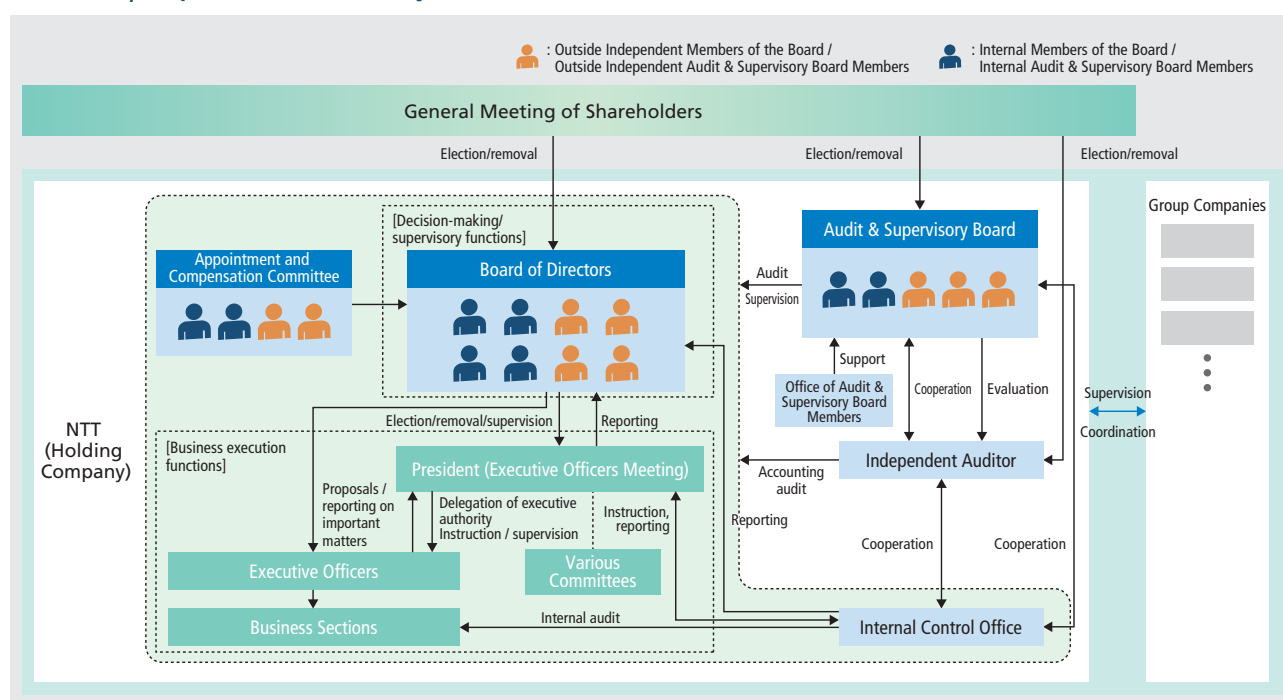 : Outside Independent Members of the Board /
Outside Independent Audit & Supervisory Board Members
: Internal Members of the Board /
Internal Audit & Supervisory Board Members
General Meeting of Shareholders
Election/removal
Election/removal
Election/removal
[Decision-making/
supervisory functions]
Appointment and
Compensation Committee
Board of Directors
Audit & Supervisory Board
Group Companies
Audit
Supervision
Support
Office of Audit &
Supervisory Board
Members
Cooperation
Evaluation
Supervision
Coordination
NTT
(Holding
Company)
Election/removal/supervision
Reporting
[Business execution
functions]
President (Executive Officers Meeting)
Independent Auditor
Accounting
audit
Proposals /
reporting on
important
matters
Delegation of executive
authority
Instruction / supervision
Instruction,
reporting
Reporting
Cooperation
Cooperation
Executive Officers
Various
Committees
Business Sections
Internal audit
Internal Control Office